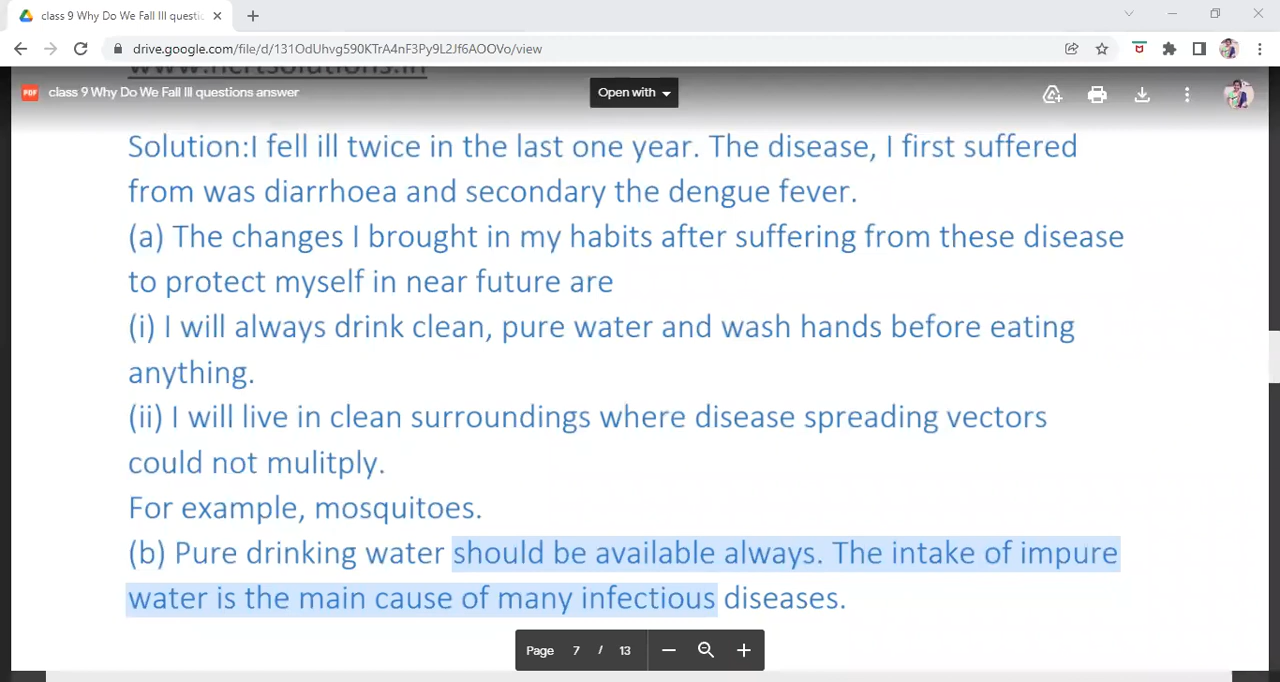 class 9 Why Do We Fall Ill questi
drive.google.com/file/d/131OdUhvg590KTrA4nF3Py9L2Jf6AOOVo/view
www.ncertsolutions.in
PDF class 9 Why Do We Fall Ill questions answer
Open with
Solution:I fell ill twice in the last one year. The disease, I first suffered
from was diarrhoea and secondary the dengue fever.
(a) The changes I brought in my habits after suffering from these disease
to protect myself in near future are
(i) I will always drink clean, pure water and wash hands before eating
anything.
(ii) I will live in clean surroundings where disease spreading vectors
could not mulitply.
For example, mosquitoes.
(b) Pure drinking water should be available always. The intake of impure
water is the main cause of many infectious diseases.
Page 7 / 13